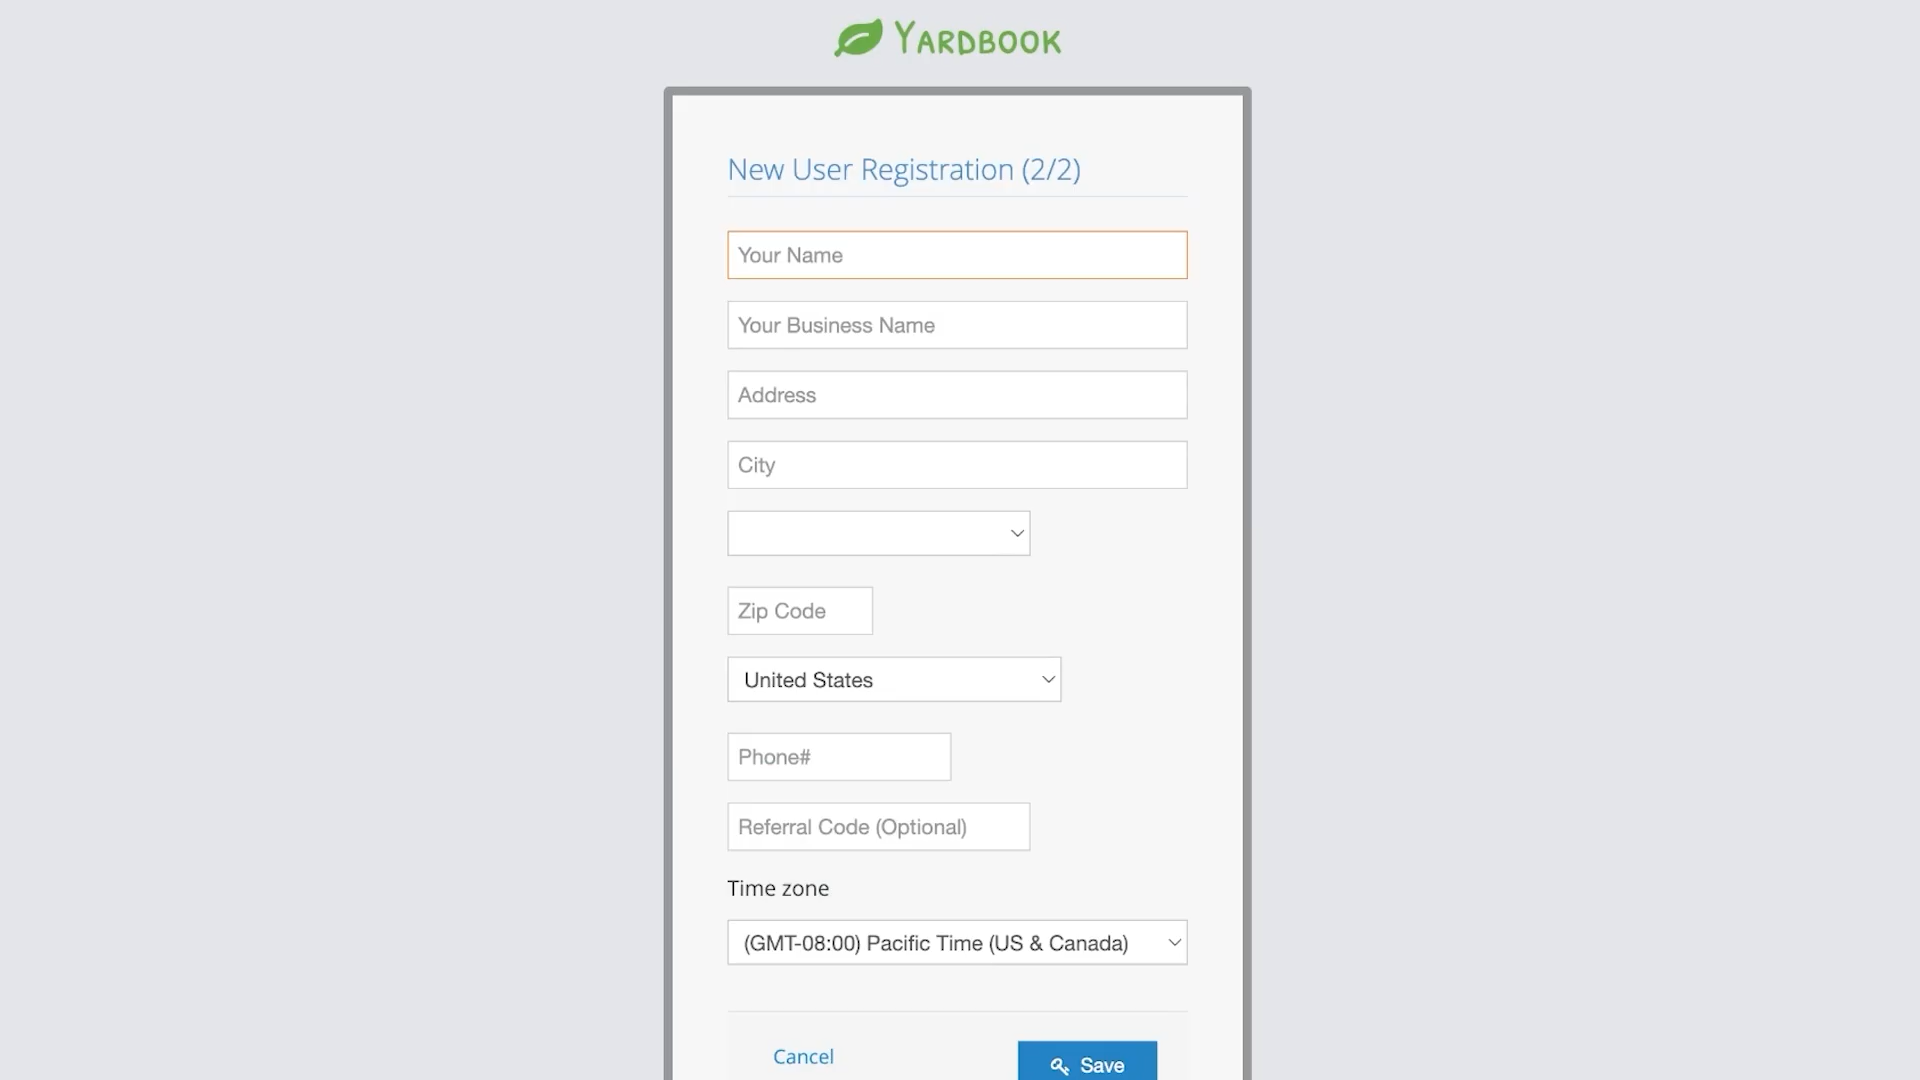 YARDBOOK
New User Registration (2/2)
Your Name
Your Business Name
Address
City
Zip Code
United States
Phone#
Referral Code (Optional)
Time zone
(GMT-08:00) Pacific Time (US & Canada)
Cancel
Save